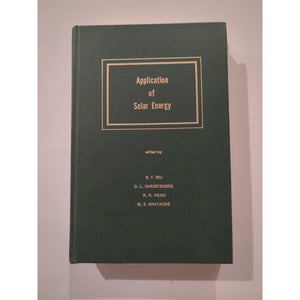 Application
of
Solar Energy
edited by
S. T. WU
D. L. CHRISTENSEN
R. R. HEAD
W. E. WHITACRE